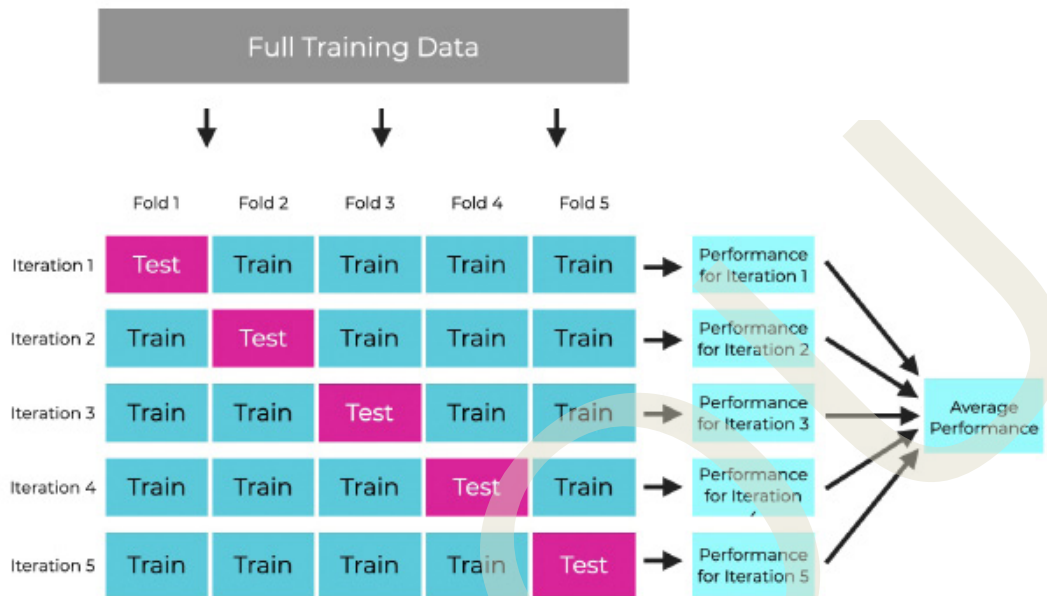 Full Training Data
Fold 1 Fold 2 Fold 3 Fold 4 Fold 5
Iteration 1 Test Train Train Train Train Performance
for Iteration 1
Iteration 2 Train Test Train Train Train Performance
for Iteration 2
Iteration 3 Train Train Test Train Train Performance
for Iteration 3
Average
Performance
Iteration 4 Train Train Train Test Train Performance
for Iteration
Iteration 5 Train Train Train Train Test Performance
for Iteration 5